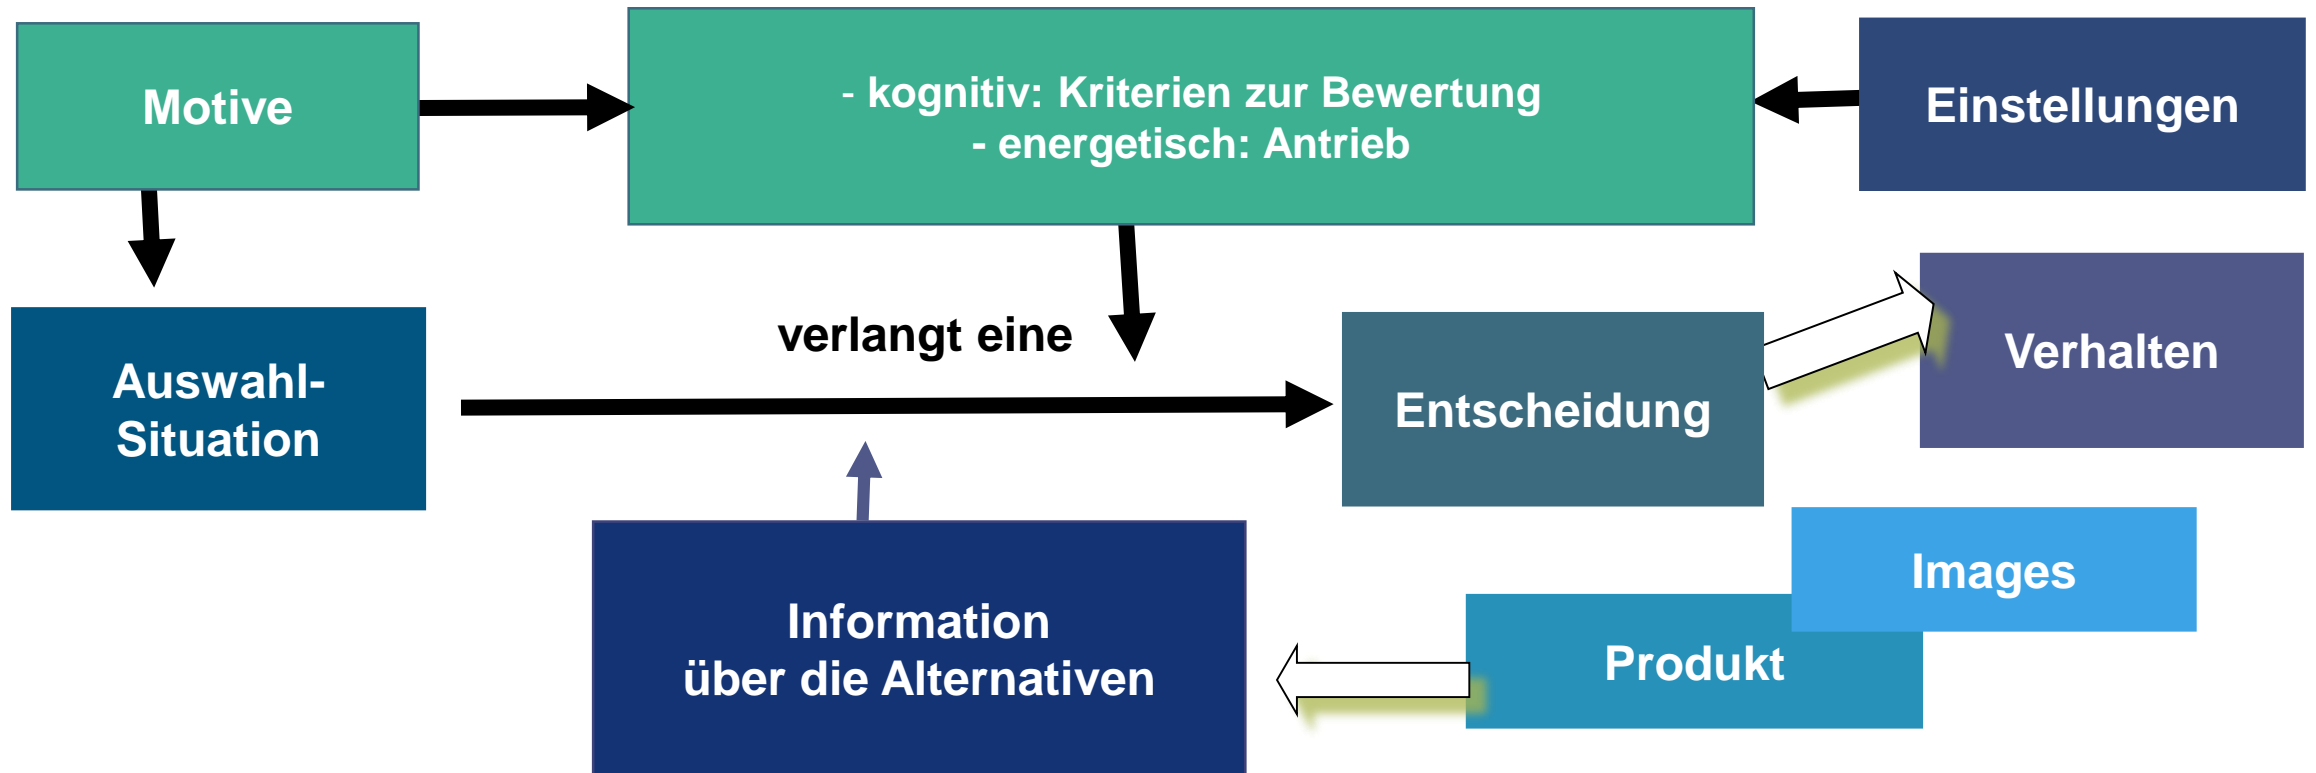 Motive
- kognitiv: Kriterien zur Bewertung
- energetisch: Antrieb
Einstellungen
verlangt eine
Auswahl-
Situation
Entscheidung
Verhalten
Information
über die Alternativen
Images
Produkt